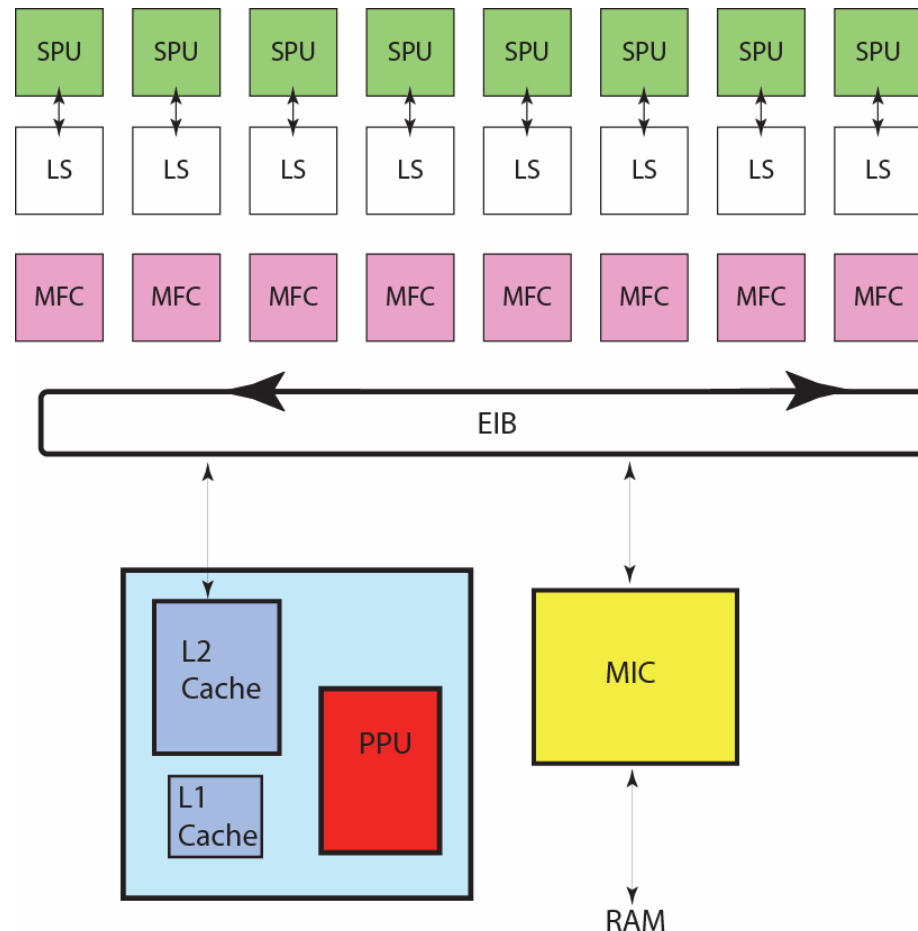 SPU SPU SPU SPU SPU SPU SPU SPU
LS LS LS LS LS LS LS LS
MFC MFC MFC MFC MFC MFC MFC MFC
EIB
L2
Cache
PPU
L1
Cache
MIC
RAM